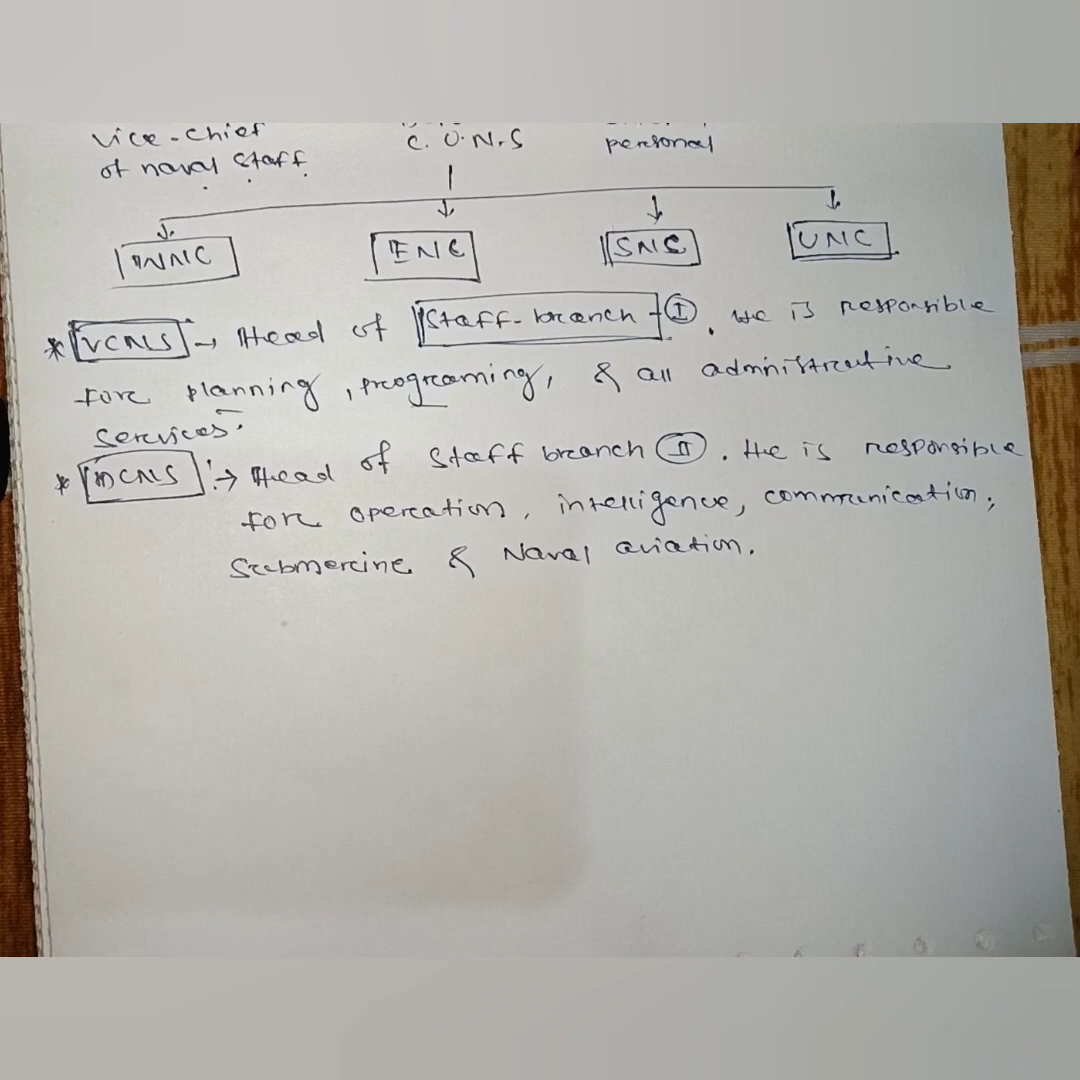 Vice-Chief C.O.N.S personal
of naval staff.
WNC ENC SNC UNC
* VCNS → Head of Staff-branch - I. He is responsible
for planning, programing, & all admnistrative
services.
* DCNS :→ Head of Staff branch II. He is responsible
for operation, intelligence, communication,
Submarine & Naval aviation.